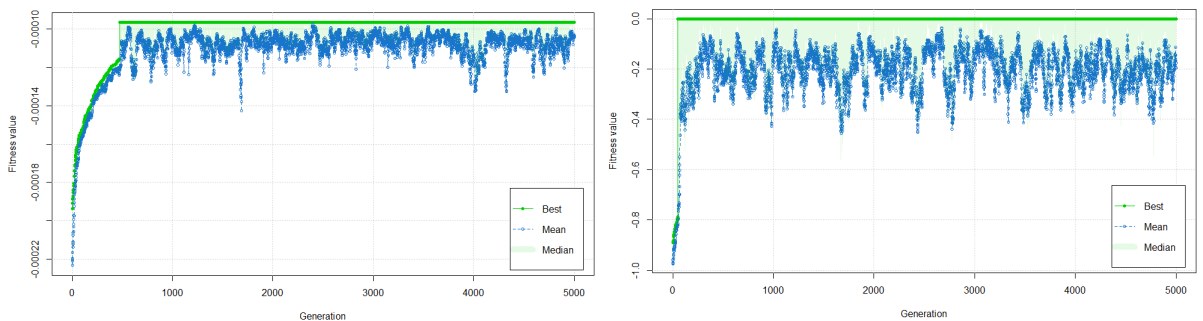 -0.00010
-0.00014
-0.00018
-0.00022
Fitness value
0
1000
2000
3000
4000
5000
Generation
Best
Mean
Median
0.0
-0.2
-0.4
-0.6
-0.8
-1.0
Fitness value
0
1000
2000
3000
4000
5000
Generation
Best
Mean
Median